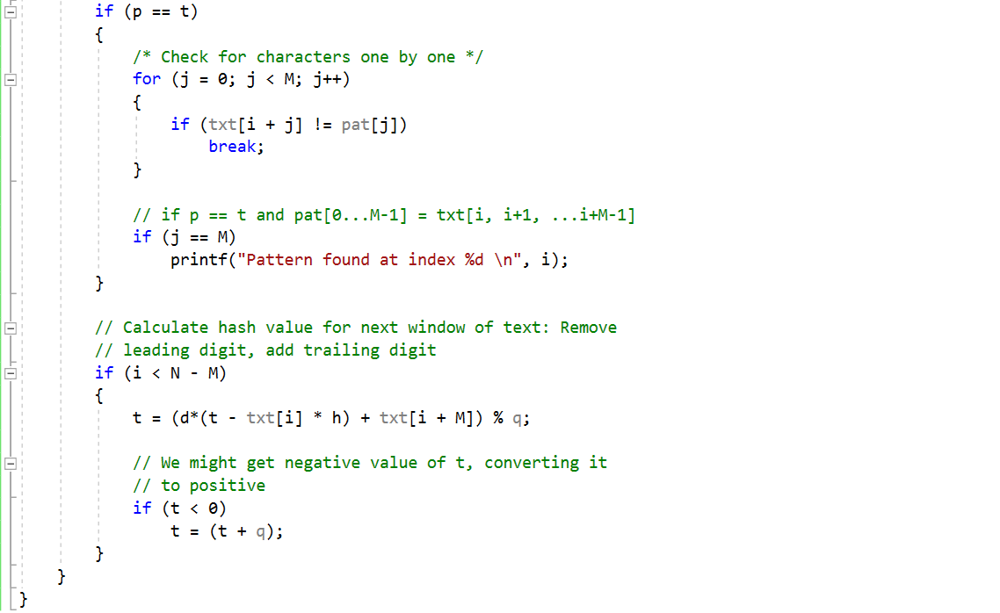 if (p == t)
{
/* Check for characters one by one */
for (j = 0; j < M; j++)
{
if (txt[i + j] != pat[j])
break;
}
// if p == t and pat[0...M-1] = txt[i, i+1, ...i+M-1]
if (j == M)
printf("Pattern found at index %d \n", i);
}
// Calculate hash value for next window of text: Remove
// leading digit, add trailing digit
if (i < N - M)
{
t = (d*(t - txt[i] * h) + txt[i + M]) % q;
// We might get negative value of t, converting it
// to positive
if (t < 0)
t = (t + q);
}
}
}